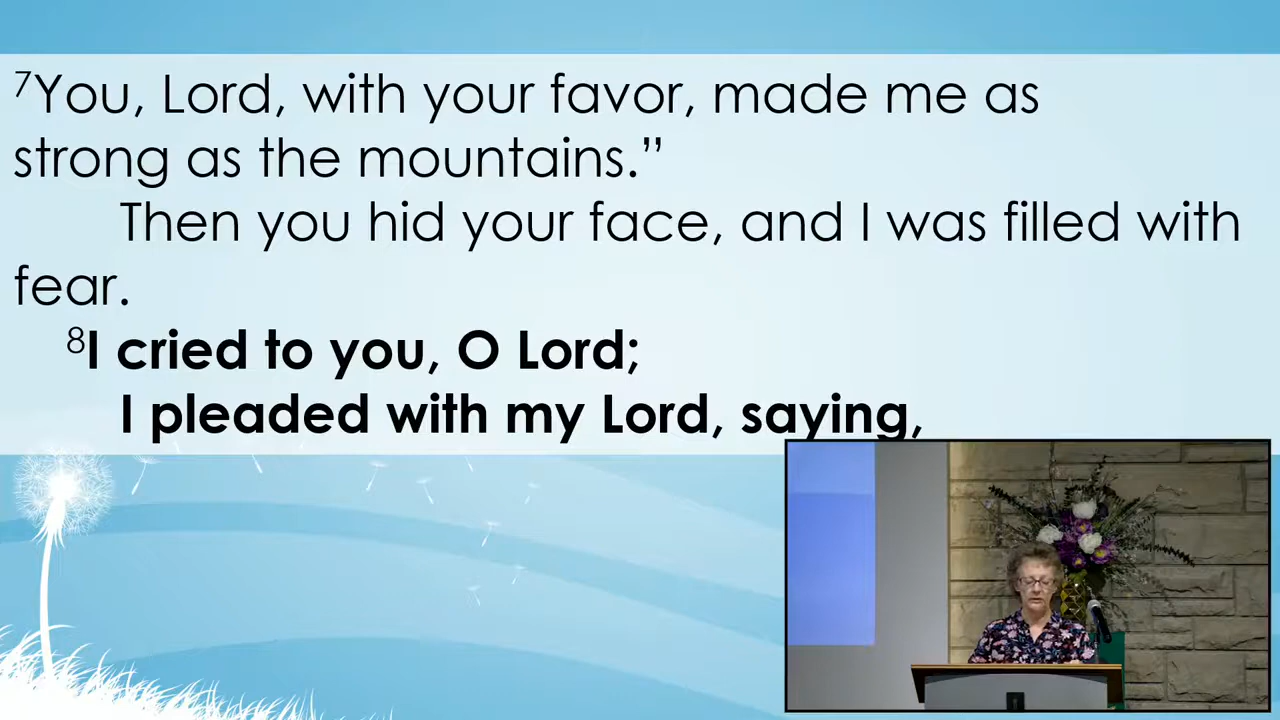 ⁷You, Lord, with your favor, made me as
strong as the mountains.”
Then you hid your face, and I was filled with
fear.
⁸I cried to you, O Lord;
I pleaded with my Lord, saying,